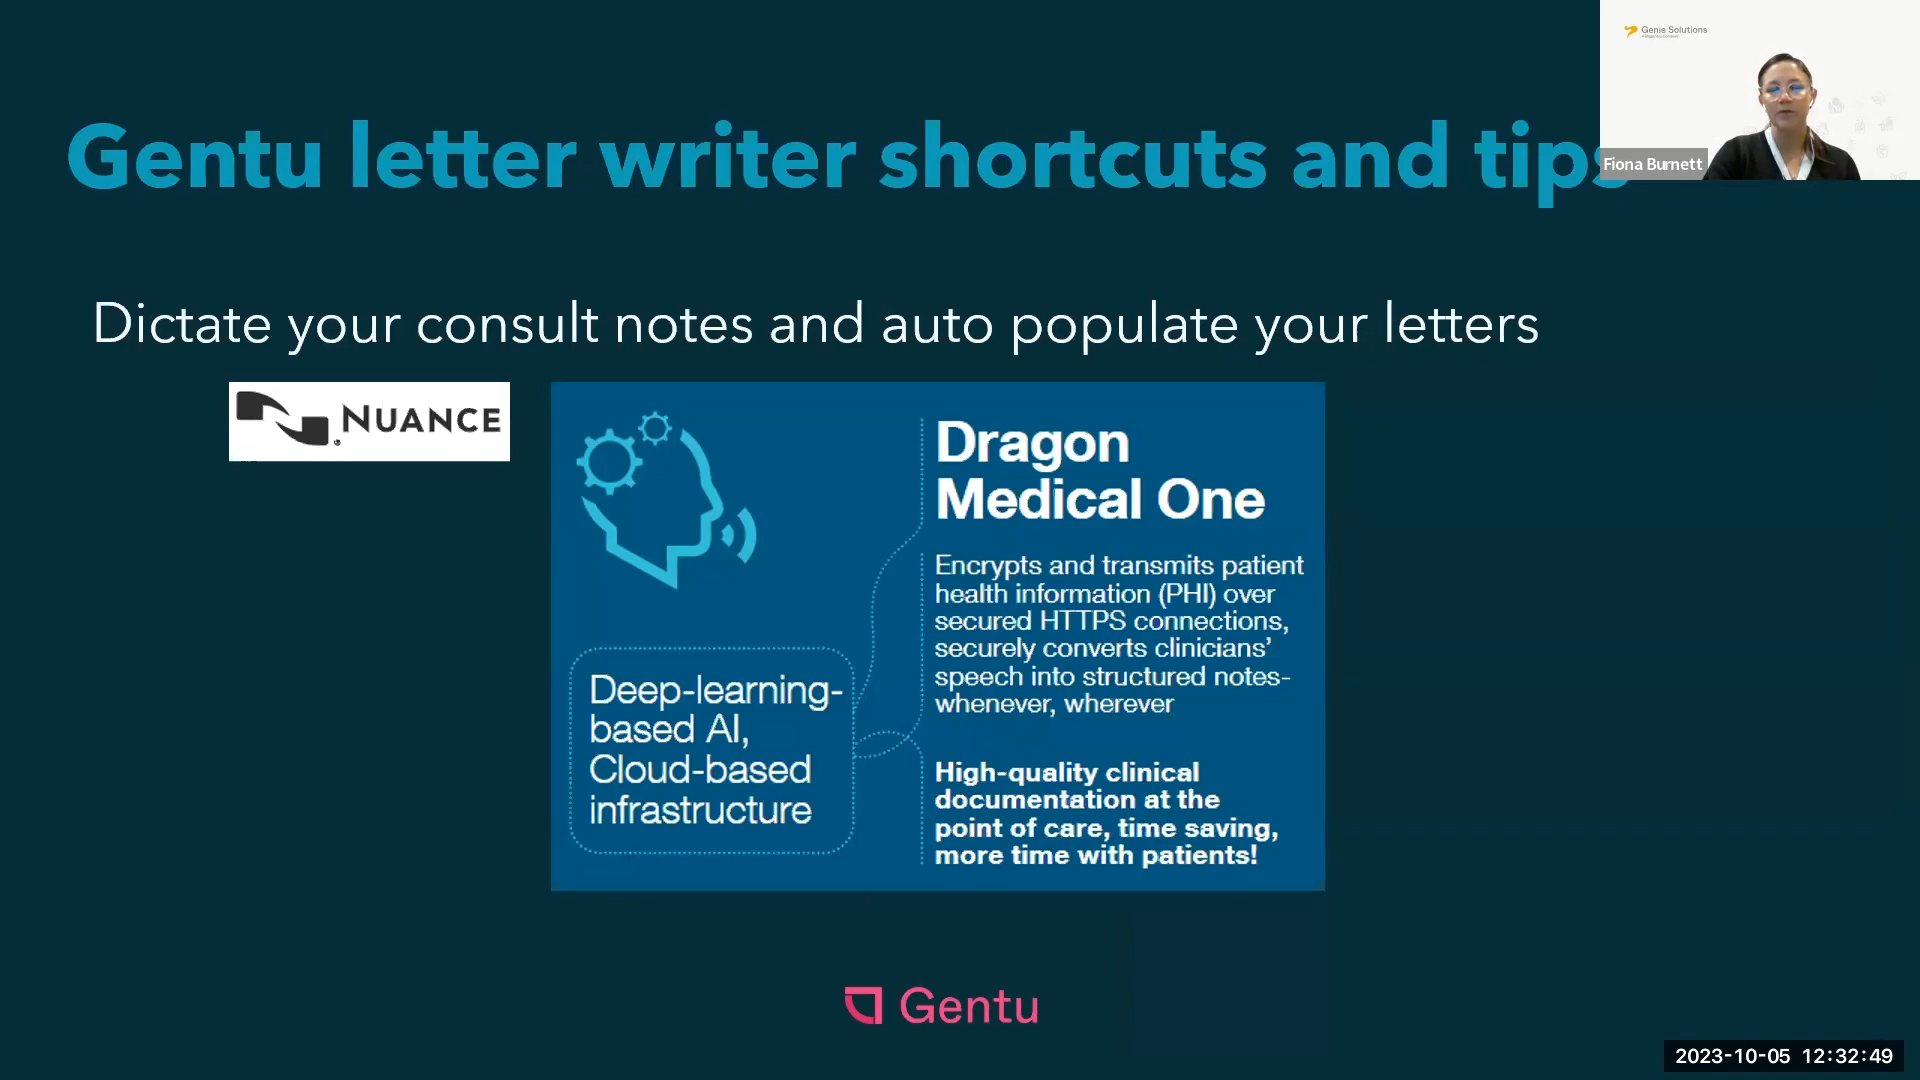 Genie Solutions
Gentu letter writer shortcuts and tips
Fiona Burnett
Dictate your consult notes and auto populate your letters
NUANCE
Dragon
Medical One
Encrypts and transmits patient
health information (PHI) over
secured HTTPS connections,
securely converts clinicians’
speech into structured notes-
whenever, wherever
Deep-learning-
based AI,
Cloud-based
infrastructure
High-quality clinical
documentation at the
point of care, time saving,
more time with patients!
Gentu
2023-10-05 12:32:49